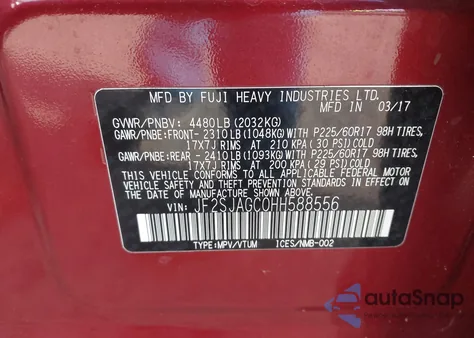 MFD BY FUJI HEAVY INDUSTRIES LTD.
MFD IN 03/17
GVWR/PNBV: 4480LB (2032KG)
GAWR/PNBE:FRONT- 2310LB (1048KG) WITH P225/60R17 98H TIRES,
17X7J RIMS AT 210 KPA (30 PSI) COLD
GAWR/PNBE:REAR - 2410LB (1093KG) WITH P225/60R17 98H TIRES,
17X7J RIMS AT 200 KPA (29 PSI) COLD
THIS VEHICLE CONFORMS TO ALL APPLICABLE FEDERAL MOTOR
VEHICLE SAFETY AND BUMPER STANDARDS IN EFFECT ON
THE DATE OF MANUFACTURE SHOWN ABOVE.
VIN: JF2SJAGC0HH588556
TYPE:MPV/VTUM ICES/NMB-002
autoSnap